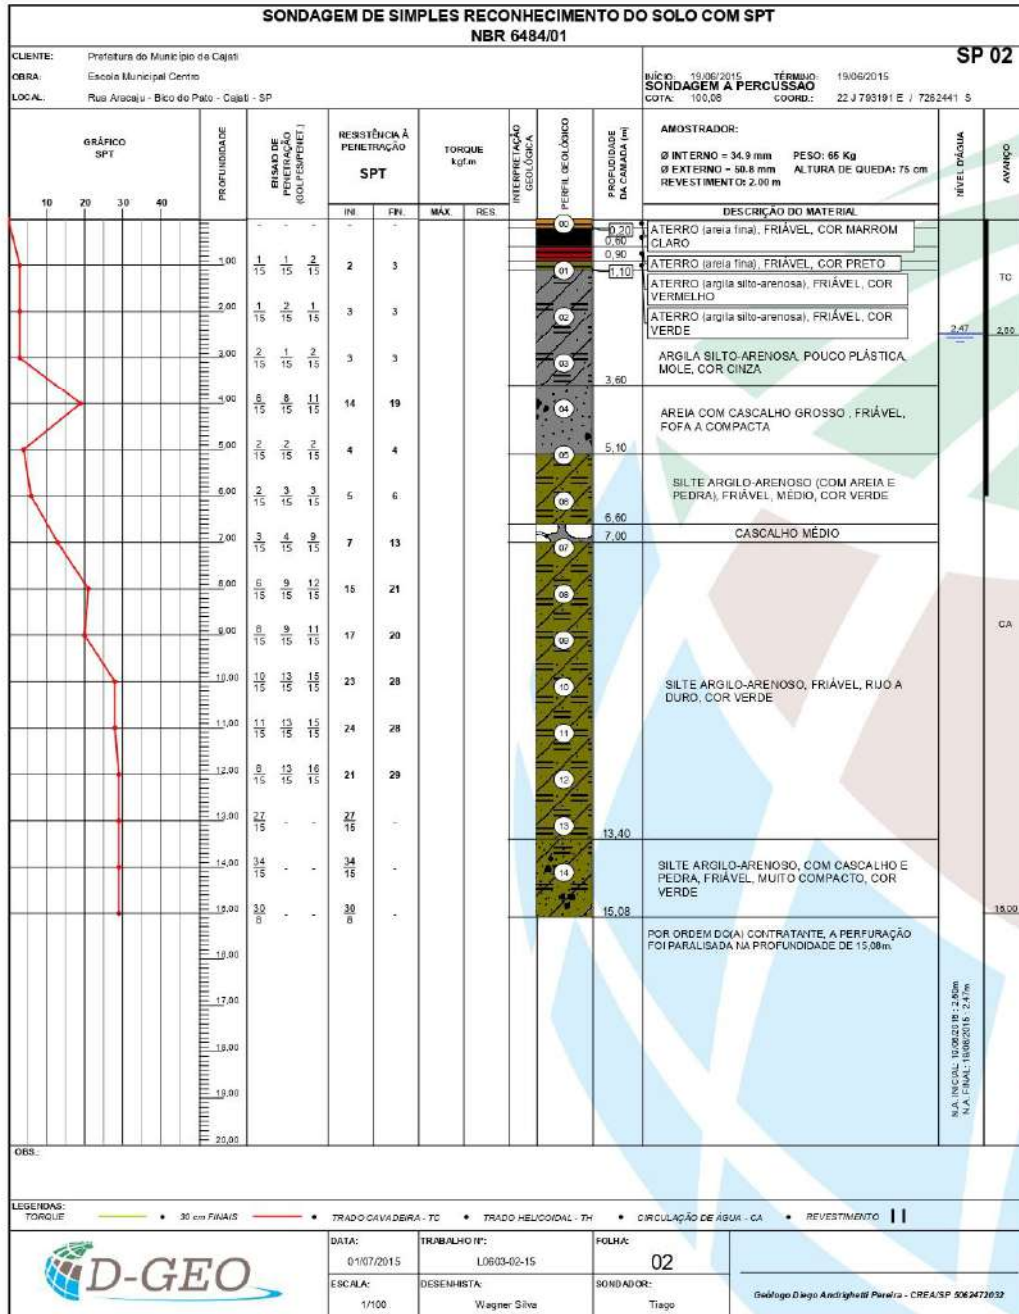 SONDAGEM DE SIMPLES RECONHECIMENTO DO SOLO COM SPT
NBR 6484/01
CLIENTE: Prefeitura do Município de Cajati
OBRA: Escola Municipal Centro
LOCAL: Rua Aracaju - Bico do Pato - Cajati - SP
SP 02
INÍCIO: 19/06/2015 TÉRMINO: 19/06/2015
SONDAGEM A PERCUSSÃO
COTA: 100,08 COORD.: 22 J 793191 E / 7262441 S
GRÁFICO SPT
PROFUNDIDADE
ENSAIO DE PENETRAÇÃO (GOLPES/PENET.)
RESISTÊNCIA À PENETRAÇÃO
SPT
TORQUE kgf.m
INTERPRETAÇÃO GEOLÓGICA
PERFIL GEOLÓGICO
PROFUDIDADE DA CAMADA (m)
AMOSTRADOR:
Ø INTERNO = 34.9 mm PESO: 65 Kg
Ø EXTERNO = 50.8 mm ALTURA DE QUEDA: 75 cm
REVESTIMENTO: 2.00 m
NÍVEL D'ÁGUA
AVANÇO
10 20 30 40
INI. FIN. MÁX. RES.
DESCRIÇÃO DO MATERIAL
- - - - - - -
1,00 1/15 1/15 2/15 2 3
2,00 1/15 2/15 1/15 3 3
3,00 2/15 1/15 2/15 3 3
4,00 6/15 8/15 11/15 14 19
5,00 2/15 2/15 2/15 4 4
6,00 2/15 3/15 3/15 5 6
7,00 3/15 4/15 9/15 7 13
8,00 6/15 9/15 12/15 15 21
9,00 8/15 9/15 11/15 17 20
10,00 10/15 13/15 15/15 23 28
11,00 11/15 13/15 15/15 24 28
12,00 8/15 13/15 16/15 21 29
13,00 27/15 - - 27/15 -
14,00 34/15 - - 34/15 -
15,00 30/8 - - 30/8 -
16,00
17,00
18,00
19,00
20,00
00
01
02
03
04
05
06
07
08
09
10
11
12
13
14
0,20
0,60
0,90
1,10
3,60
5,10
6,60
7,00
13,40
15,08
ATERRO (areia fina), FRIÁVEL, COR MARROM
CLARO
ATERRO (areia fina), FRIÁVEL, COR PRETO
ATERRO (argila silto-arenosa), FRIÁVEL, COR
VERMELHO
ATERRO (argila silto-arenosa), FRIÁVEL, COR
VERDE
ARGILA SILTO-ARENOSA, POUCO PLÁSTICA,
MOLE, COR CINZA
AREIA COM CASCALHO GROSSO , FRIÁVEL,
FOFA A COMPACTA
SILTE ARGILO-ARENOSO (COM AREIA E
PEDRA), FRIÁVEL, MÉDIO, COR VERDE
CASCALHO MÉDIO
SILTE ARGILO-ARENOSO, FRIÁVEL, RIJO A
DURO, COR VERDE
SILTE ARGILO-ARENOSO, COM CASCALHO E
PEDRA, FRIÁVEL, MUITO COMPACTO, COR
VERDE
POR ORDEM DO(A) CONTRATANTE, A PERFURAÇÃO
FOI PARALISADA NA PROFUNDIDADE DE 15,08m.
2,47
TC
CA
15,00
N.A. INICIAL: 19/06/2015 : 2.60m
N.A. FINAL: 19/06/2015 : 2.47m
OBS.:
LEGENDAS:
TORQUE • 30 cm FINAIS • TRADO CAVADEIRA - TC • TRADO HELICOIDAL - TH • CIRCULAÇÃO DE ÁGUA - CA • REVESTIMENTO
D-GEO
DATA: 01/07/2015
TRABALHO Nº: L0603-02-15
FOLHA: 02
ESCALA: 1/100
DESENHISTA: Wagner Silva
SONDADOR: Tiago
Geólogo Diego Andrighetti Pereira - CREA/SP 5062472032